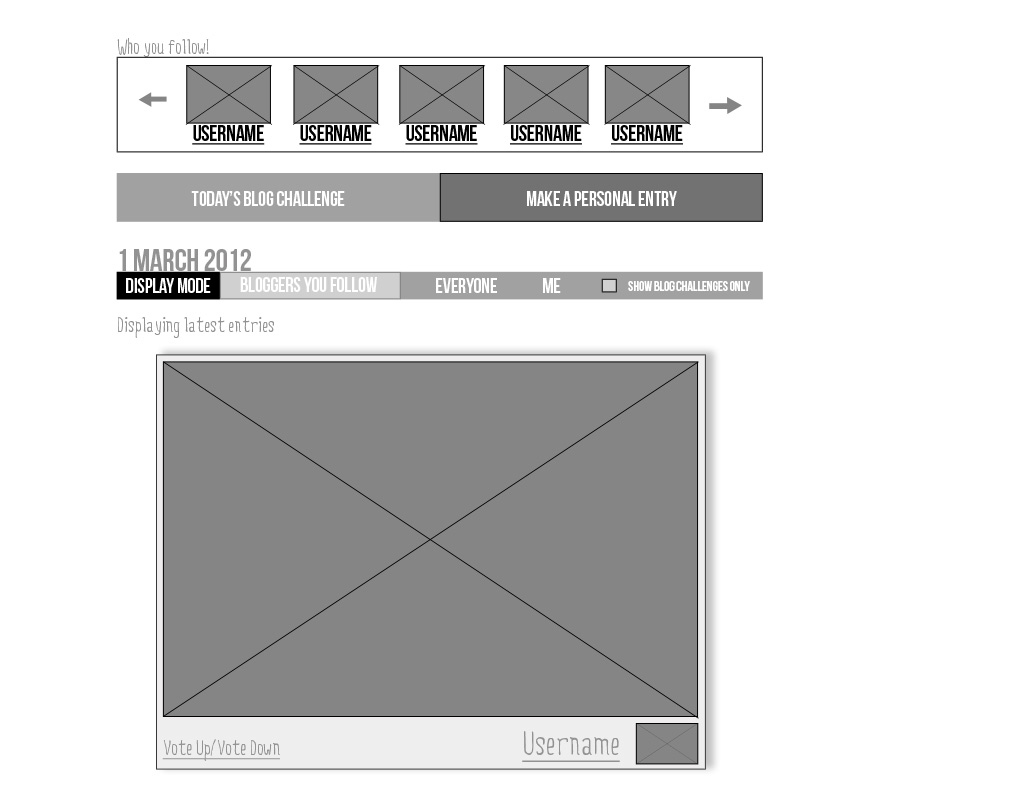 Who you follow!
USERNAME USERNAME USERNAME USERNAME USERNAME
TODAY'S BLOG CHALLENGE MAKE A PERSONAL ENTRY
1 MARCH 2012
DISPLAY MODE BLOGGERS YOU FOLLOW EVERYONE ME SHOW BLOG CHALLENGES ONLY
Displaying latest entries
Vote Up/Vote Down Username